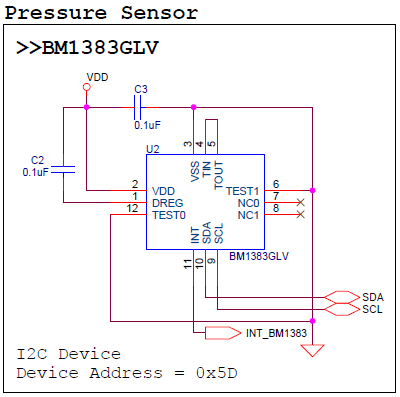 Pressure Sensor
>>BM1383GLV
VDD
C3
0.1uF
C2
0.1uF
U2
3
4
5
VSS
TIN
TOUT
2
VDD
1
DREG
12
TEST0
TEST1
6
NC0
7
NC1
8
INT
SDA
SCL
11
10
9
BM1383GLV
SDA
SCL
INT_BM1383
I2C Device
Device Address = 0x5D